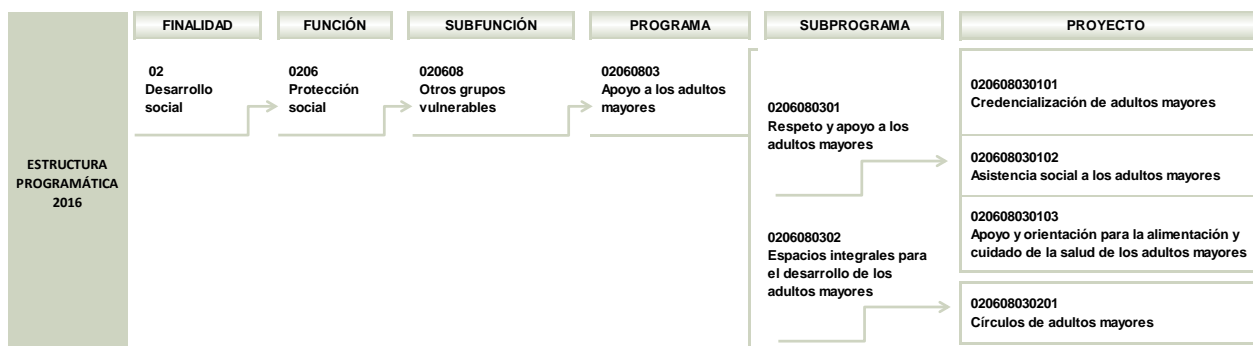 FINALIDAD
FUNCIÓN
SUBFUNCIÓN
PROGRAMA
SUBPROGRAMA
PROYECTO
ESTRUCTURA
PROGRAMÁTICA
2016
02
Desarrollo
social
0206
Protección
social
020608
Otros grupos
vulnerables
02060803
Apoyo a los adultos
mayores
0206080301
Respeto y apoyo a los
adultos mayores
0206080302
Espacios integrales para
el desarrollo de los
adultos mayores
020608030101
Credencialización de adultos mayores
020608030102
Asistencia social a los adultos mayores
020608030103
Apoyo y orientación para la alimentación y
cuidado de la salud de los adultos mayores
020608030201
Círculos de adultos mayores